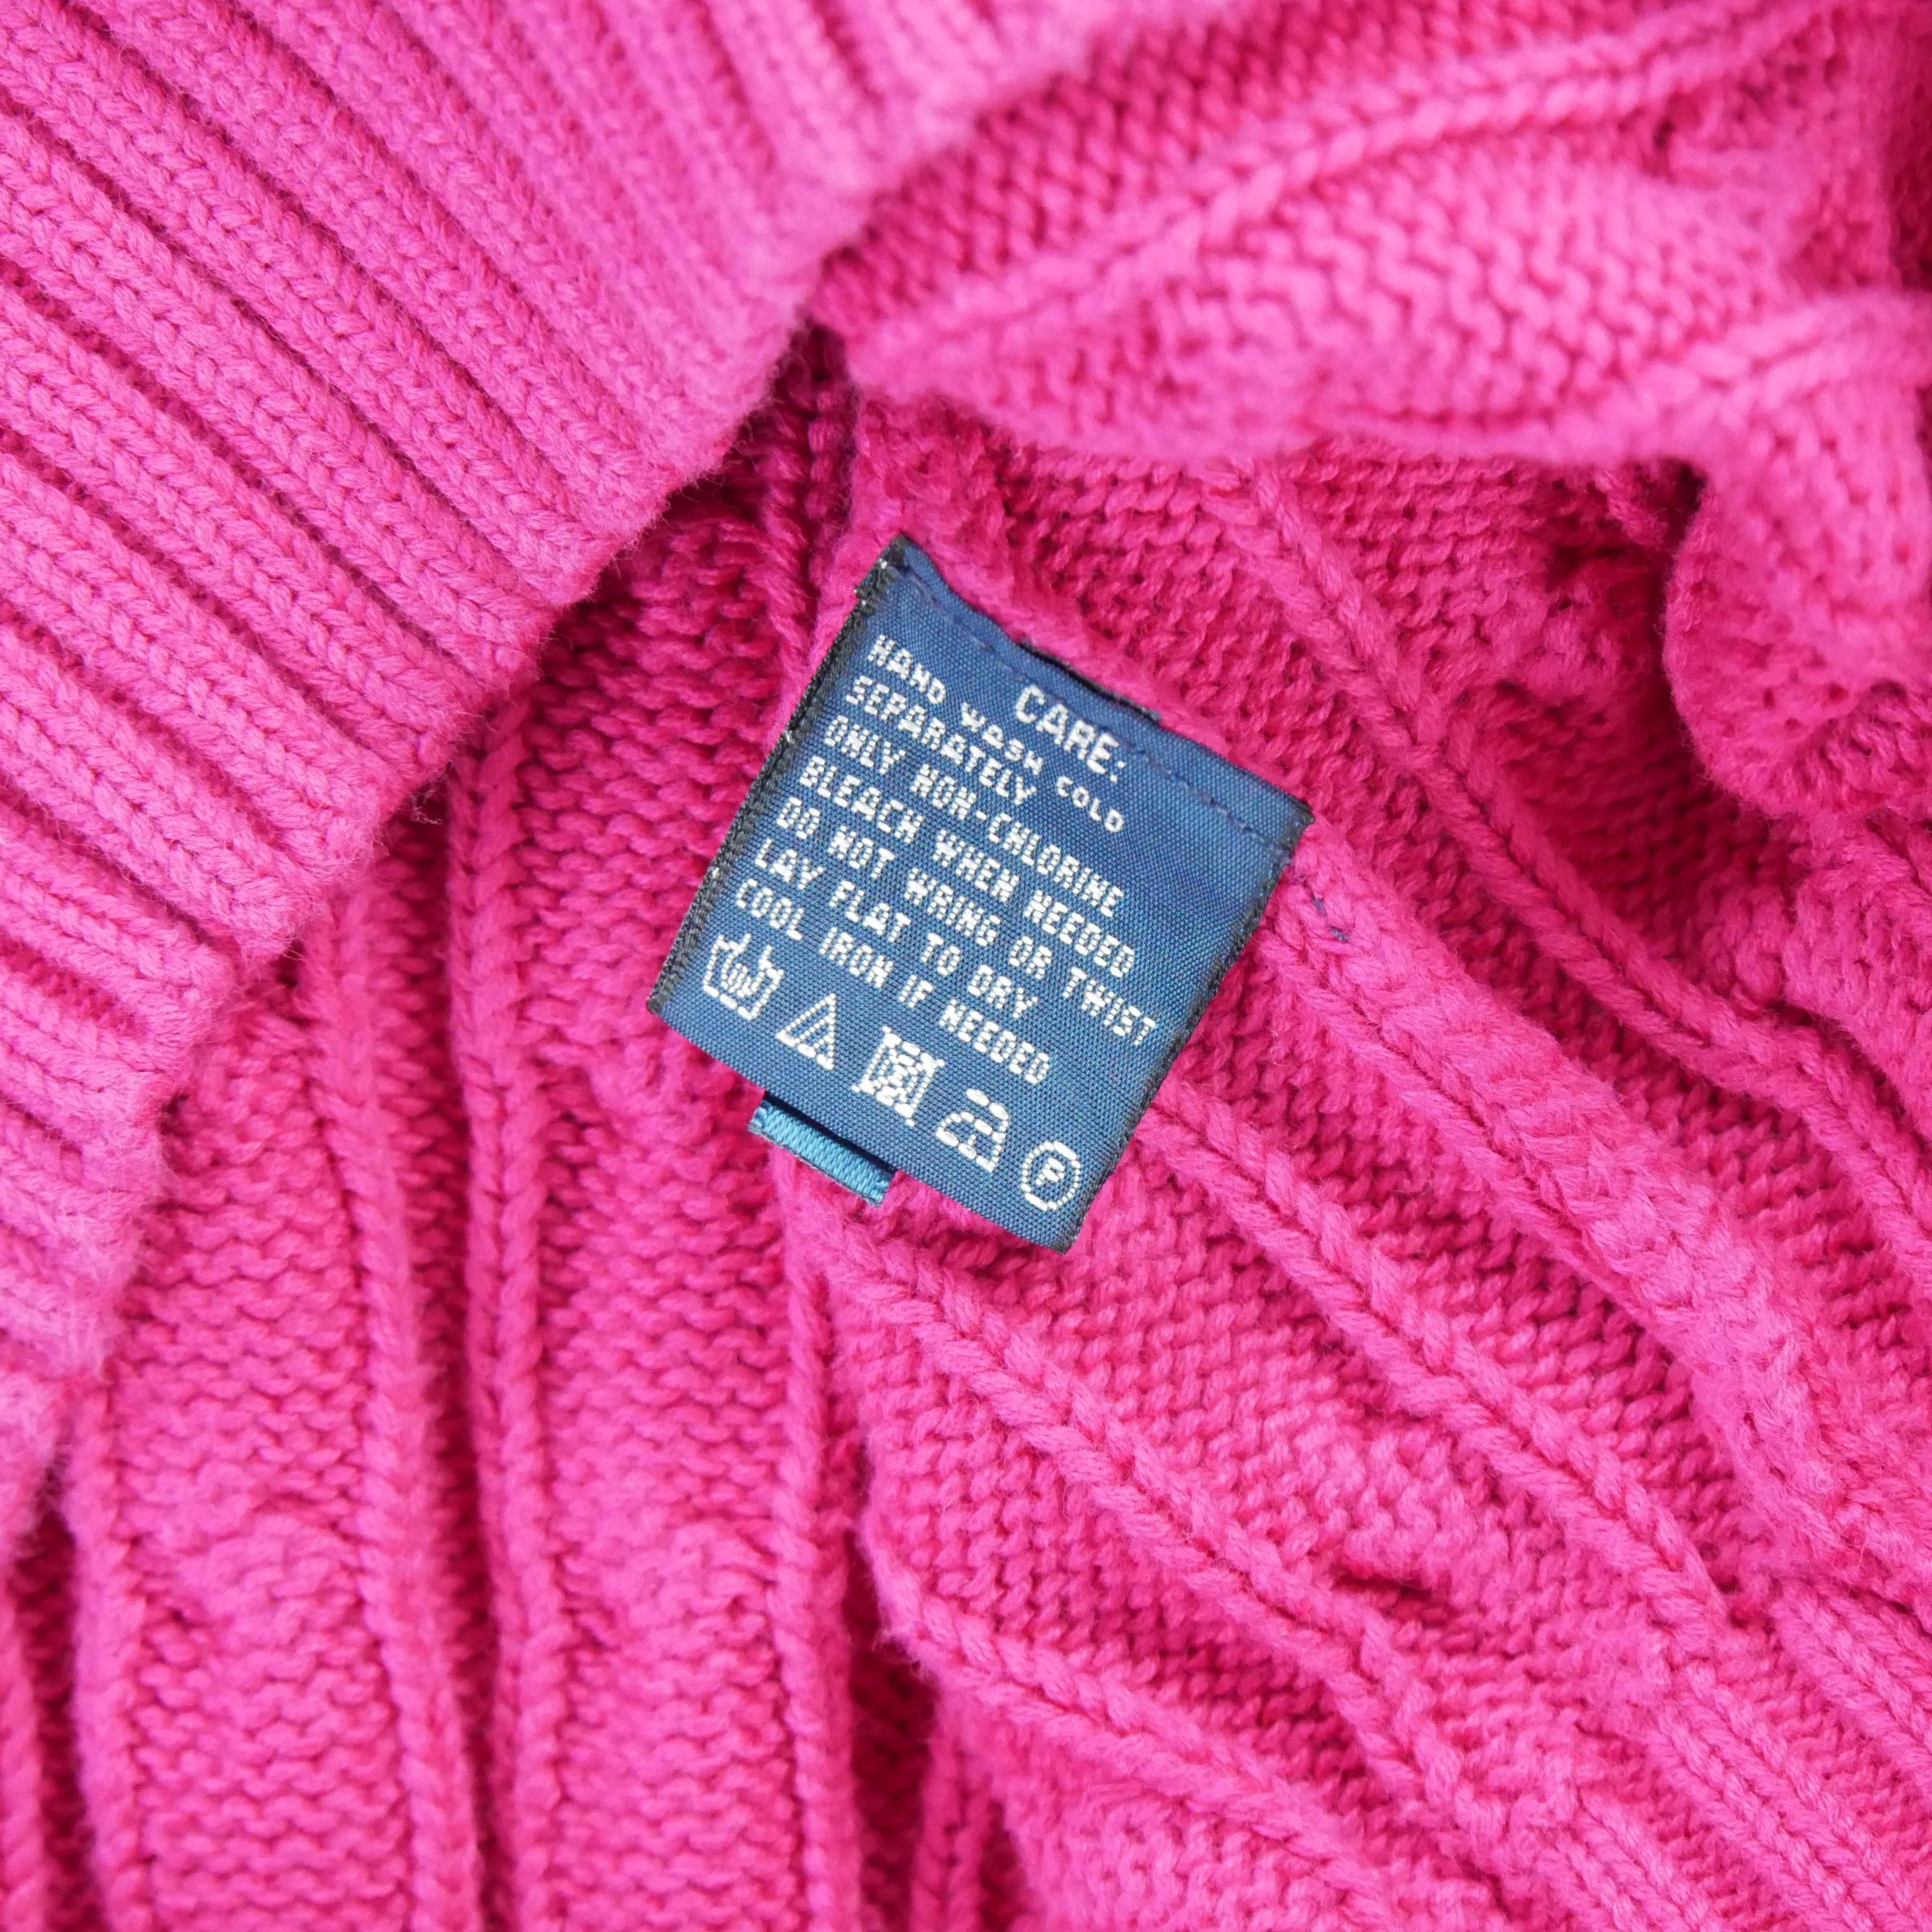 CARE:
HAND WASH COLD
SEPARATELY
ONLY NON-CHLORINE
BLEACH WHEN NEEDED
DO NOT WRING OR TWIST
LAY FLAT TO DRY
COOL IRON IF NEEDED
P